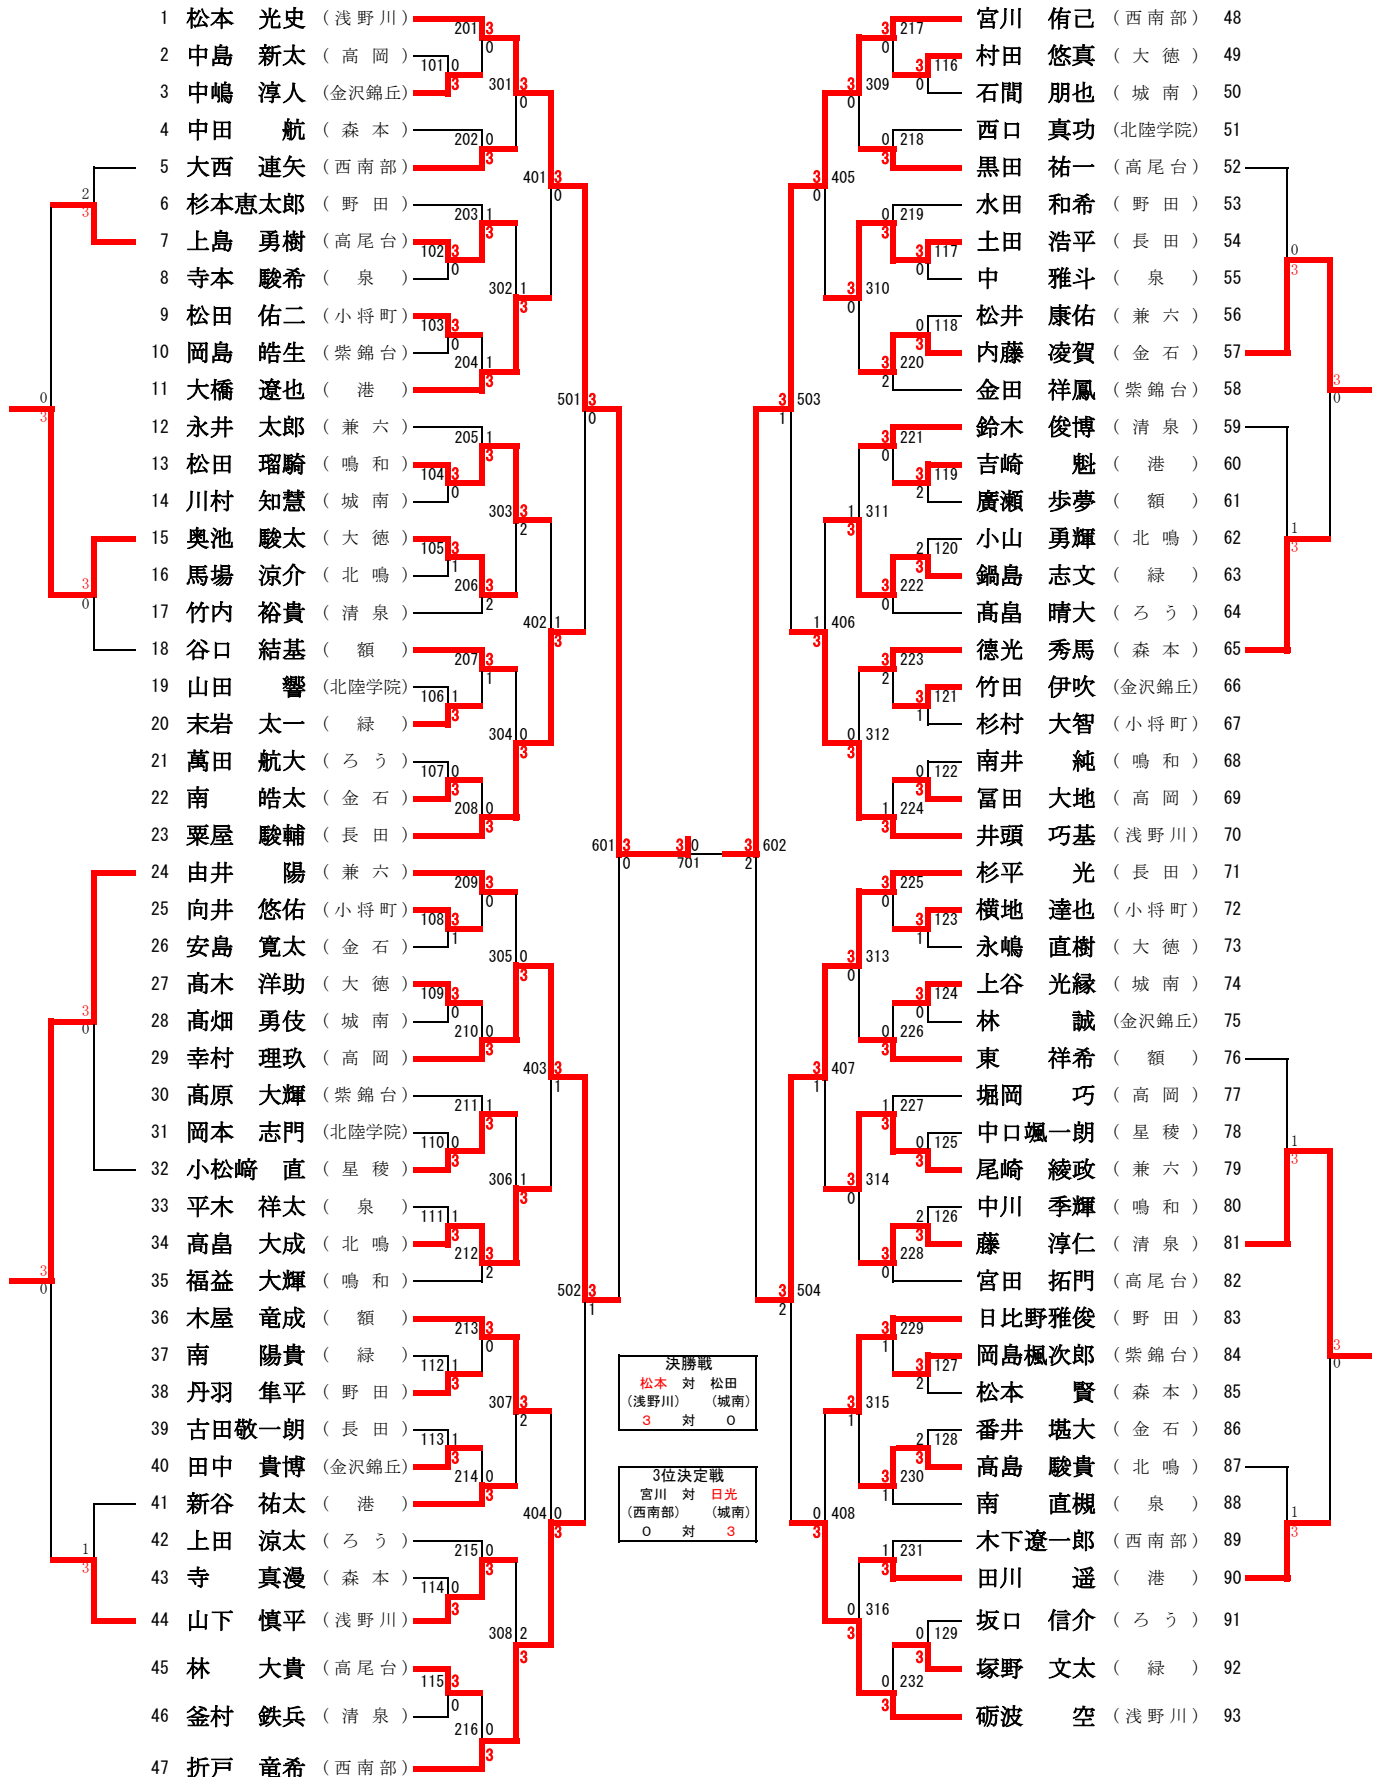 1 松本 光史 (浅野川)
2 中島 新太 (高岡)
3 中嶋 淳人 (金沢錦丘)
4 中田 航 (森本)
5 大西 連矢 (西南部)
6 杉本恵太郎 (野田)
7 上島 勇樹 (高尾台)
8 寺本 駿希 (泉)
9 松田 佑二 (小将町)
10 岡島 皓生 (紫錦台)
11 大橋 遼也 (港)
12 永井 太郎 (兼六)
13 松田 瑠騎 (鳴和)
14 川村 知慧 (城南)
15 奥池 駿太 (大徳)
16 馬場 涼介 (北鳴)
17 竹内 裕貴 (清泉)
18 谷口 結基 (額)
19 山田 響 (北陸学院)
20 末岩 太一 (緑)
21 萬田 航大 (ろう)
22 南 皓太 (金石)
23 粟屋 駿輔 (長田)
24 由井 陽 (兼六)
25 向井 悠佑 (小将町)
26 安島 寛太 (金石)
27 髙木 洋助 (大徳)
28 髙畑 勇伎 (城南)
29 幸村 理玖 (高岡)
30 髙原 大輝 (紫錦台)
31 岡本 志門 (北陸学院)
32 小松﨑 直 (星稜)
33 平木 祥太 (泉)
34 高畠 大成 (北鳴)
35 福益 大輝 (鳴和)
36 木屋 竜成 (額)
37 南 陽貴 (緑)
38 丹羽 隼平 (野田)
39 古田敬一朗 (長田)
40 田中 貴博 (金沢錦丘)
41 新谷 祐太 (港)
42 上田 涼太 (ろう)
43 寺 真漫 (森本)
44 山下 慎平 (浅野川)
45 林 大貴 (高尾台)
46 釜村 鉄兵 (清泉)
47 折戸 竜希 (西南部)
宮川 侑己 (西南部) 48
村田 悠真 (大徳) 49
石間 朋也 (城南) 50
西口 真功 (北陸学院) 51
黒田 祐一 (高尾台) 52
水田 和希 (野田) 53
土田 浩平 (長田) 54
中 雅斗 (泉) 55
松井 康佑 (兼六) 56
内藤 凌賀 (金石) 57
金田 祥鳳 (紫錦台) 58
鈴木 俊博 (清泉) 59
吉崎 魁 (港) 60
廣瀬 歩夢 (額) 61
小山 勇輝 (北鳴) 62
鍋島 志文 (緑) 63
髙畠 晴大 (ろう) 64
德光 秀馬 (森本) 65
竹田 伊吹 (金沢錦丘) 66
杉村 大智 (小将町) 67
南井 純 (鳴和) 68
冨田 大地 (高岡) 69
井頭 巧基 (浅野川) 70
杉平 光 (長田) 71
横地 達也 (小将町) 72
永嶋 直樹 (大徳) 73
上谷 光縁 (城南) 74
林 誠 (金沢錦丘) 75
東 祥希 (額) 76
堀岡 巧 (高岡) 77
中口颯一朗 (星稜) 78
尾崎 綾政 (兼六) 79
中川 季輝 (鳴和) 80
藤 淳仁 (清泉) 81
宮田 拓門 (高尾台) 82
日比野雅俊 (野田) 83
岡島楓次郎 (紫錦台) 84
松本 賢 (森本) 85
番井 堪大 (金石) 86
高島 駿貴 (北鳴) 87
南 直槻 (泉) 88
木下遼一郎 (西南部) 89
田川 遥 (港) 90
坂口 信介 (ろう) 91
塚野 文太 (緑) 92
砺波 空 (浅野川) 93
決勝戦
松本 対 松田
(浅野川) (城南)
3 対 0
3位決定戦
宮川 対 日光
(西南部) (城南)
0 対 3